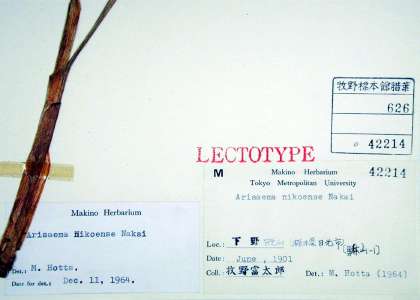 牧野標本館腊葉
626
42214
LECTOTYPE
M Makino Herbarium 42214
Tokyo Metropolitan University
Arisaema nikoense Nakai
Loc.: 下野
Date: June, 1901
Coll.: 牧野富太郎 Det.: M. Hotta (1964)
Makino Herbarium
Arisaema Nikoense Nakai
Det.: M. Hotta.
Date for det.: Dec. 11, 1964.